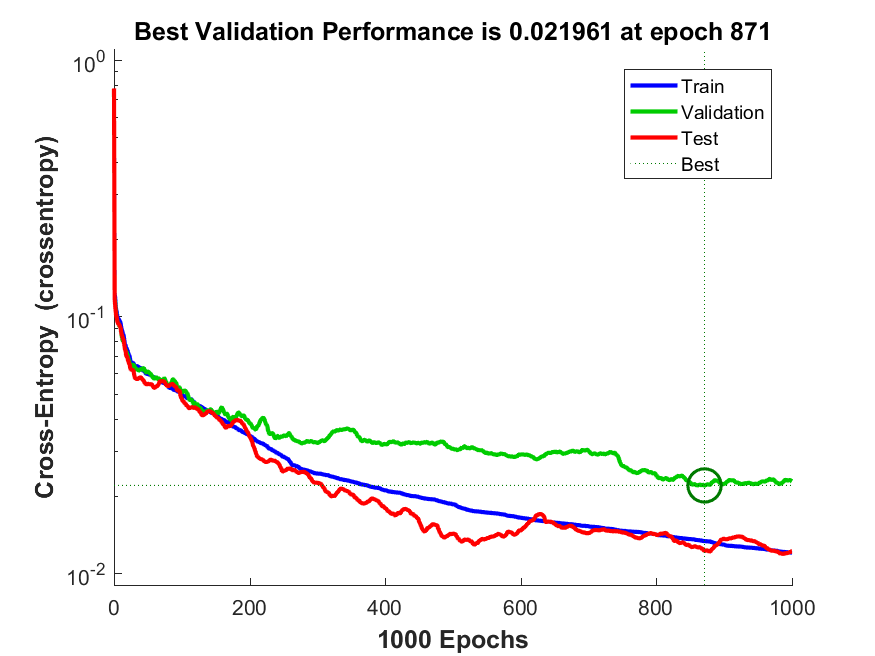 Best Validation Performance is 0.021961 at epoch 871
Cross-Entropy (crossentropy)
10^0
10^-1
10^-2
Train
Validation
Test
Best
0 200 400 600 800 1000
1000 Epochs